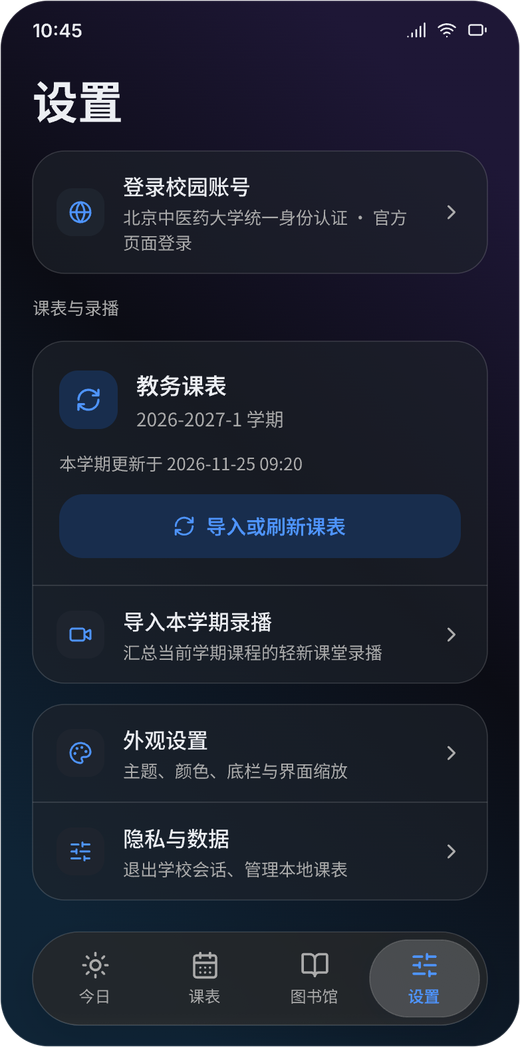 10:45
设置
登录校园账号
北京中医药大学统一身份认证 · 官方
页面登录
课表与录播
教务课表
2026-2027-1 学期
本学期更新于 2026-11-25 09:20
导入或刷新课表
导入本学期录播
汇总当前学期课程的轻新课堂录播
外观设置
主题、颜色、底栏与界面缩放
隐私与数据
退出学校会话、管理本地课表
今日
课表
图书馆
设置